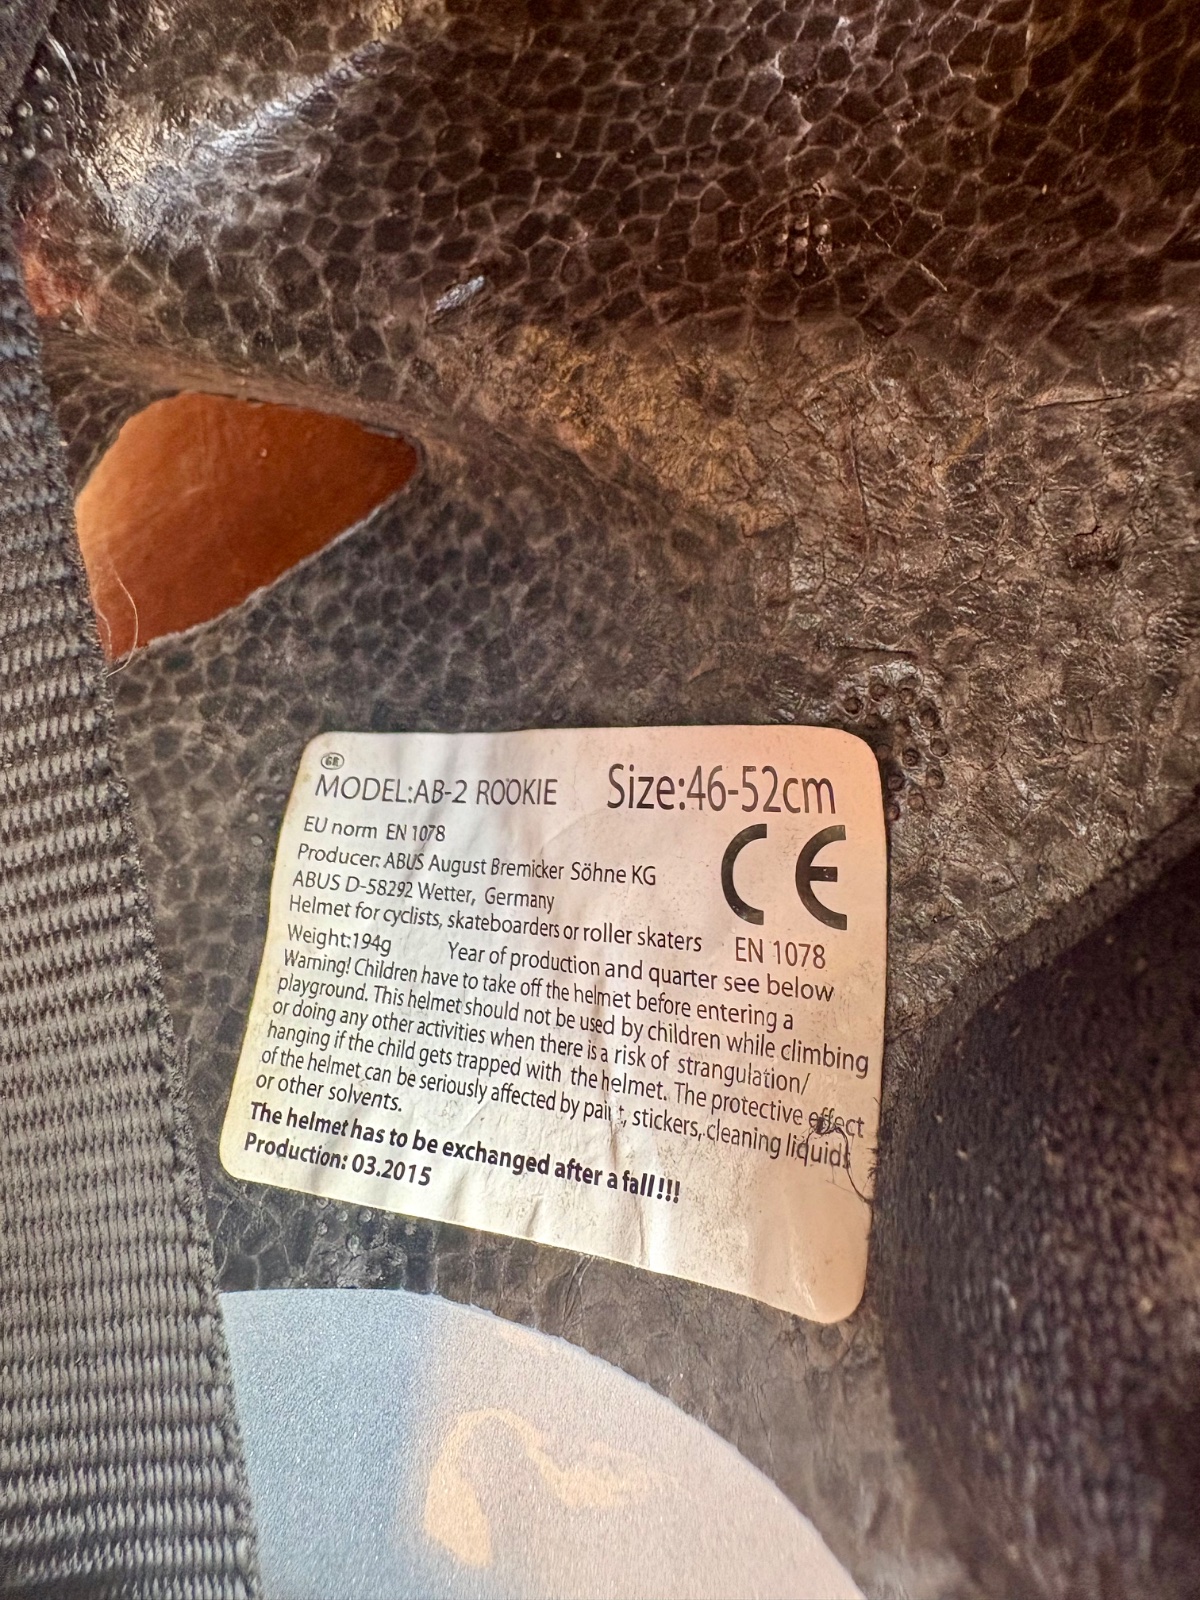 GB
MODEL:AB-2 ROOKIE Size:46-52cm
EU norm EN 1078
Producer: ABUS August Bremicker Söhne KG
ABUS D-58292 Wetter, Germany
Helmet for cyclists, skateboarders or roller skaters
CE
EN 1078
Weight:194g Year of production and quarter see below
Warning! Children have to take off the helmet before entering a
playground. This helmet should not be used by children while climbing
or doing any other activities when there is a risk of strangulation/
hanging if the child gets trapped with the helmet. The protective effect
of the helmet can be seriously affected by paint, stickers, cleaning liquids
or other solvents.
The helmet has to be exchanged after a fall!!!
Production: 03.2015